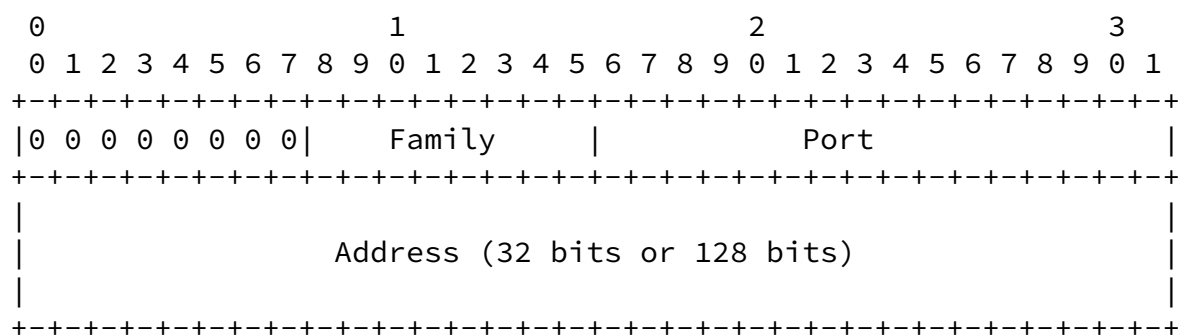 0                   1                   2                   3
0 1 2 3 4 5 6 7 8 9 0 1 2 3 4 5 6 7 8 9 0 1 2 3 4 5 6 7 8 9 0 1
+-+-+-+-+-+-+-+-+-+-+-+-+-+-+-+-+-+-+-+-+-+-+-+-+-+-+-+-+-+-+-+-+
|0 0 0 0 0 0 0 0|    Family     |           Port                |
+-+-+-+-+-+-+-+-+-+-+-+-+-+-+-+-+-+-+-+-+-+-+-+-+-+-+-+-+-+-+-+-+
|                                                               |
|                 Address (32 bits or 128 bits)                 |
|                                                               |
+-+-+-+-+-+-+-+-+-+-+-+-+-+-+-+-+-+-+-+-+-+-+-+-+-+-+-+-+-+-+-+-+